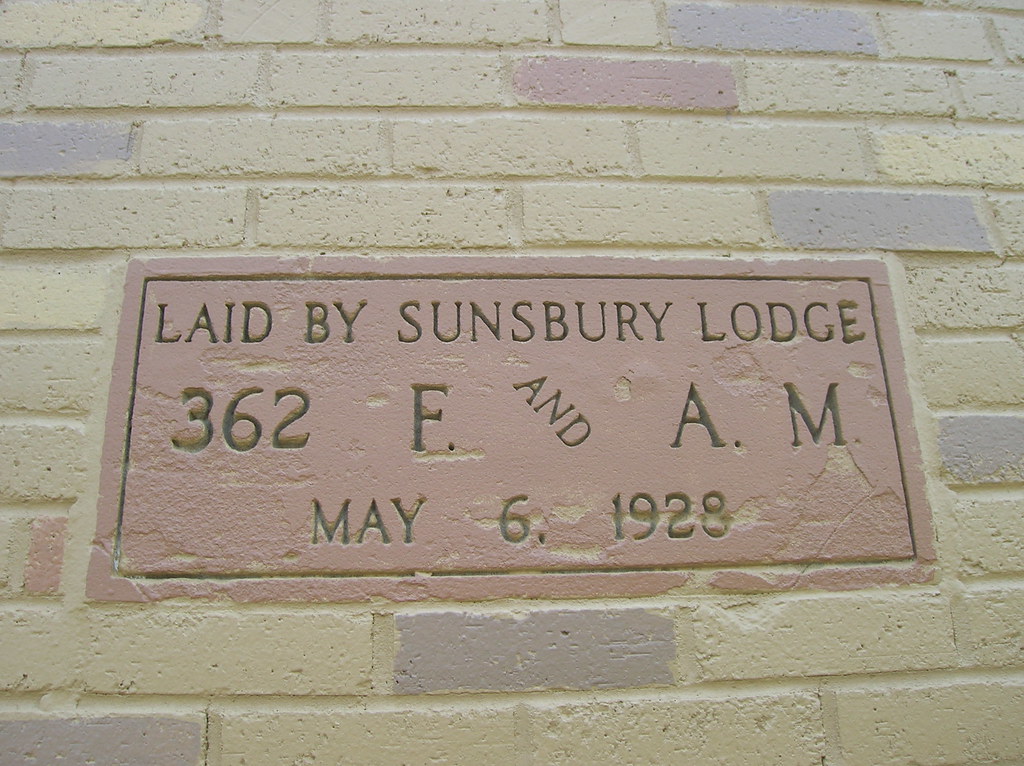 LAID BY SUNSBURY LODGE
362 F. AND A. M.
MAY 6, 1928